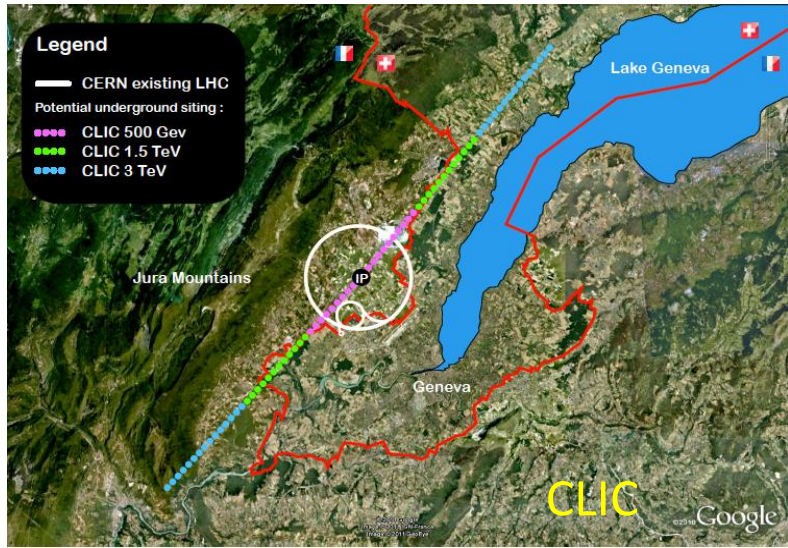 Legend
CERN existing LHC
Potential underground siting :
CLIC 500 Gev
CLIC 1.5 TeV
CLIC 3 TeV
Lake Geneva
Jura Mountains
IP
Geneva
CLIC
©2010 Google